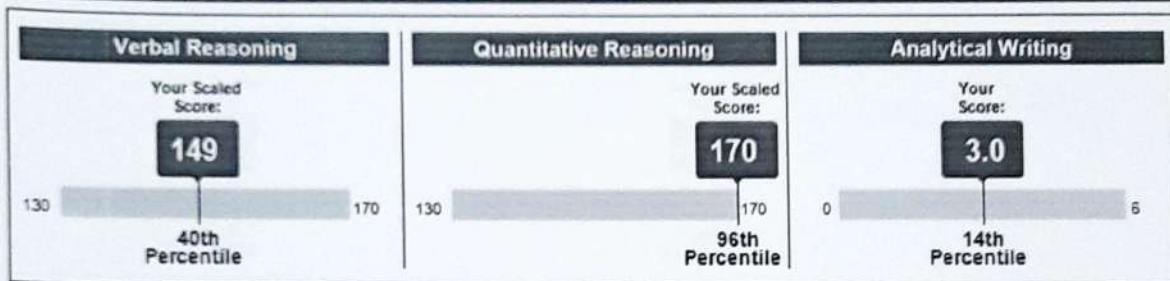 Verbal Reasoning
Your Scaled
Score:
149
130
170
40th
Percentile
Quantitative Reasoning
Your Scaled
Score:
170
130
170
96th
Percentile
Analytical Writing
Your
Score:
3.0
0
6
14th
Percentile